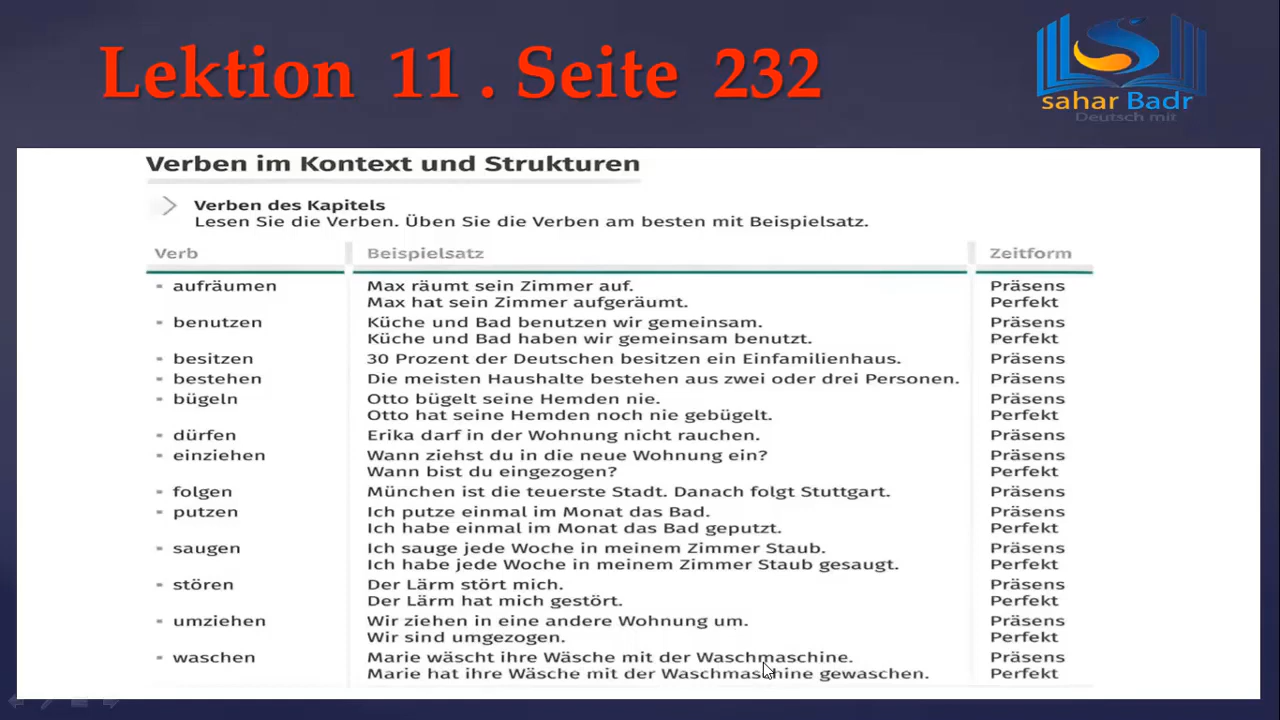 Lektion 11 . Seite 232
sahar Badr
Deutsch mit
Verben im Kontext und Strukturen
Verben des Kapitels
Lesen Sie die Verben. Üben Sie die Verben am besten mit Beispielsatz.
Verb Beispielsatz Zeitform
aufräumen Max räumt sein Zimmer auf. Präsens
Max hat sein Zimmer aufgeräumt. Perfekt
benutzen Küche und Bad benutzen wir gemeinsam. Präsens
Küche und Bad haben wir gemeinsam benutzt. Perfekt
besitzen 30 Prozent der Deutschen besitzen ein Einfamilienhaus. Präsens
bestehen Die meisten Haushalte bestehen aus zwei oder drei Personen. Präsens
bügeln Otto bügelt seine Hemden nie. Präsens
Otto hat seine Hemden noch nie gebügelt. Perfekt
dürfen Erika darf in der Wohnung nicht rauchen. Präsens
einziehen Wann ziehst du in die neue Wohnung ein? Präsens
Wann bist du eingezogen? Perfekt
folgen München ist die teuerste Stadt. Danach folgt Stuttgart. Präsens
putzen Ich putze einmal im Monat das Bad. Präsens
Ich habe einmal im Monat das Bad geputzt. Perfekt
saugen Ich sauge jede Woche in meinem Zimmer Staub. Präsens
Ich habe jede Woche in meinem Zimmer Staub gesaugt. Perfekt
stören Der Lärm stört mich. Präsens
Der Lärm hat mich gestört. Perfekt
umziehen Wir ziehen in eine andere Wohnung um. Präsens
Wir sind umgezogen. Perfekt
waschen Marie wäscht ihre Wäsche mit der Waschmaschine. Präsens
Marie hat ihre Wäsche mit der Waschmaschine gewaschen. Perfekt